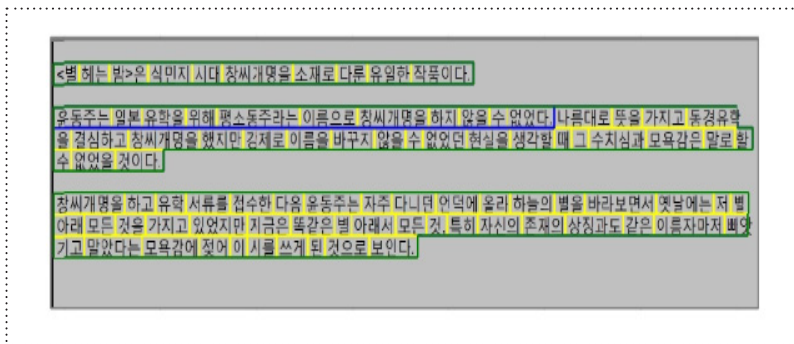 <별 헤는 밤>은 식민지 시대 창씨개명을 소재로 다룬 유일한 작품이다.
윤동주는 일본 유학을 위해 평소동주라는 이름으로 창씨개명을 하지 않을 수 없었다. 나름대로 뜻을 가지고 동경유학
을 결심하고 창씨개명을 했지만 강제로 이름을 바꾸지 않을 수 없었던 현실을 생각할 때 그 수치심과 모욕감은 말로 할
수 없었을 것이다.
창씨개명을 하고 유학 서류를 접수한 다음 윤동주는 자주 다니던 언덕에 올라 하늘의 별을 바라보면서 옛날에는 저 별
아래 모든 것을 가지고 있었지만 지금은 똑같은 별 아래서 모든 것, 특히 자신의 존재의 상징과도 같은 이름자마저 빼앗
기고 말았다는 모욕감에 젖어 이 시를 쓰게 된 것으로 보인다.